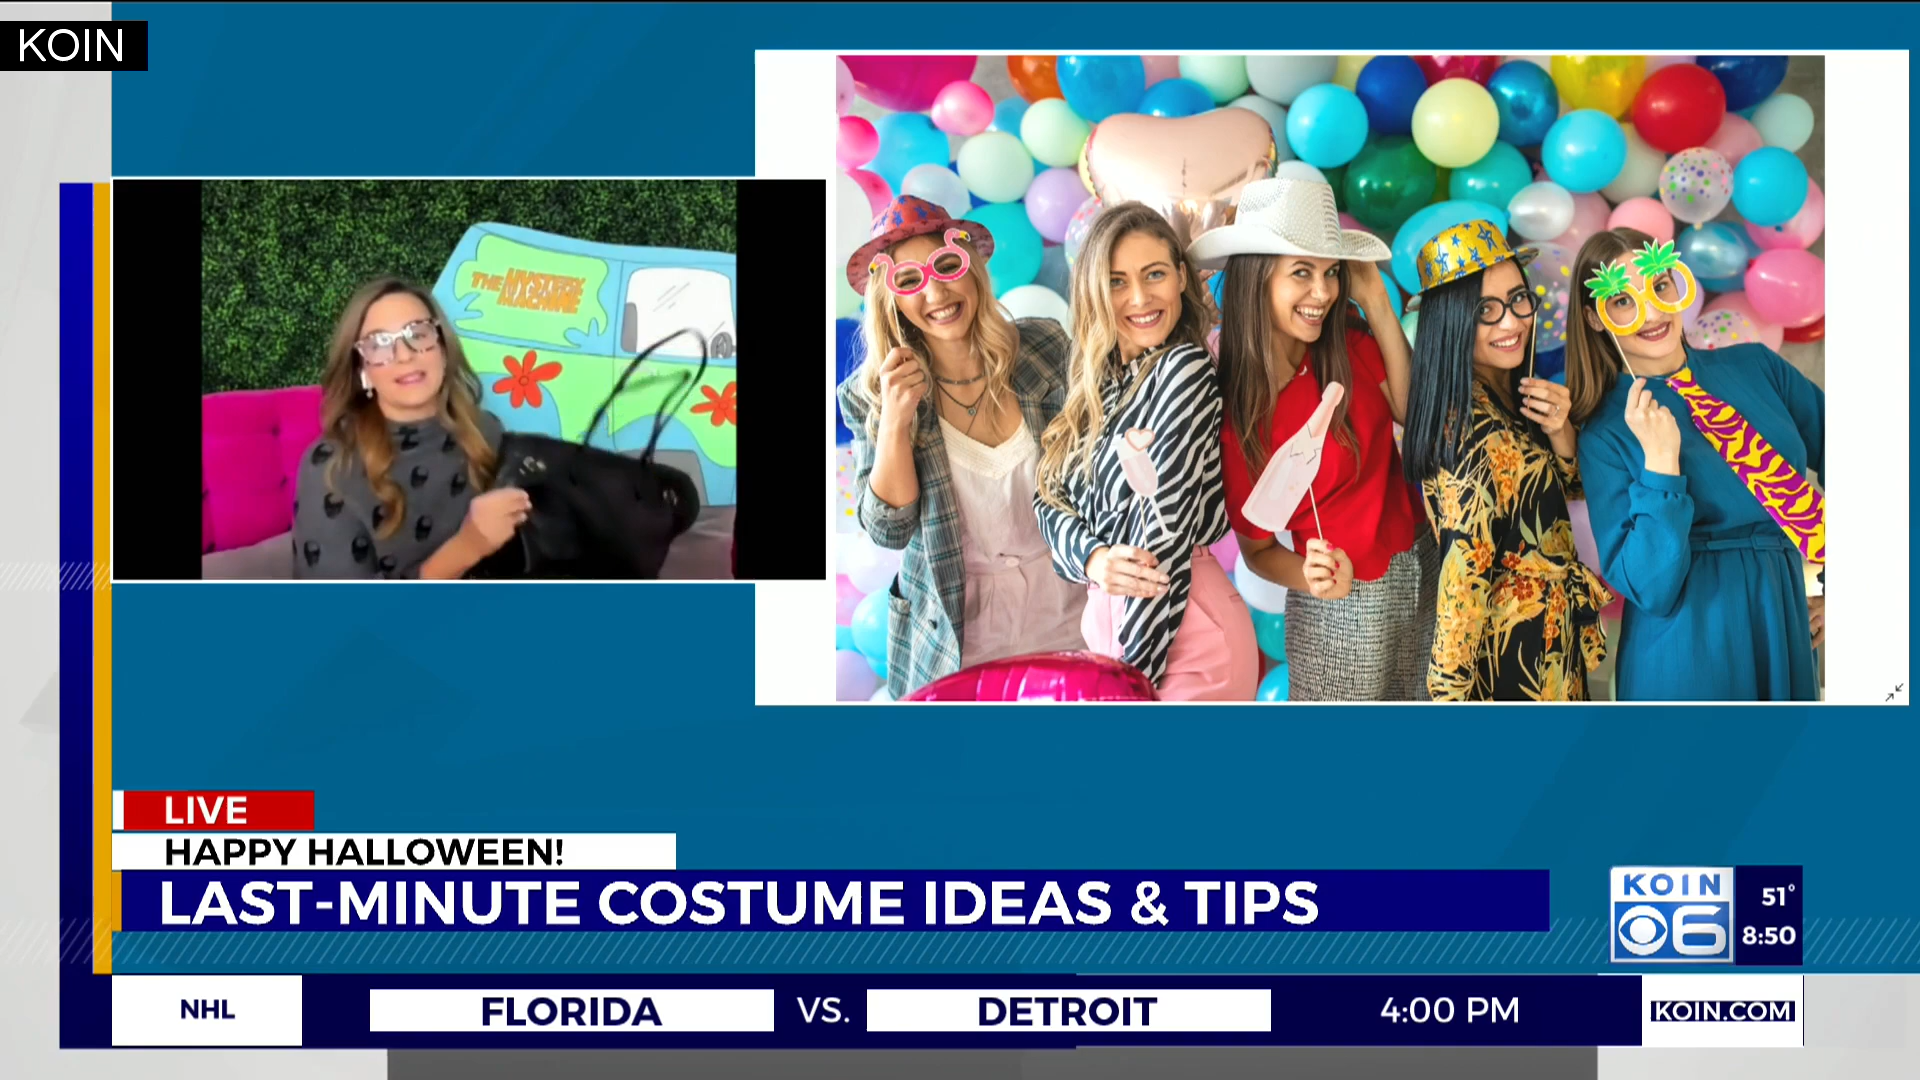 KOIN
THE MYSTERY
MACHINE
LIVE
HAPPY HALLOWEEN!
LAST-MINUTE COSTUME IDEAS & TIPS
KOIN
6
51°
8:50
NHL
FLORIDA
VS.
DETROIT
4:00 PM
KOIN.COM